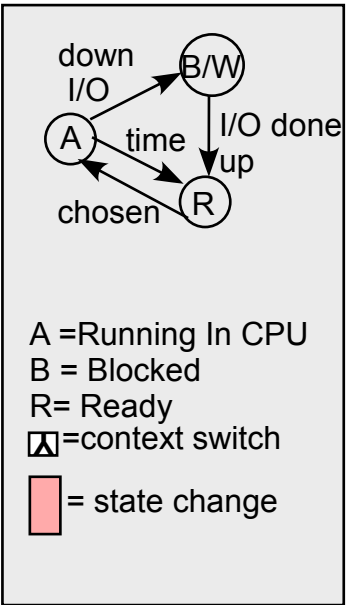 down
I/O
B/W
A
time
I/O done
up
chosen
R
A =Running In CPU
B = Blocked
R= Ready
=context switch
= state change